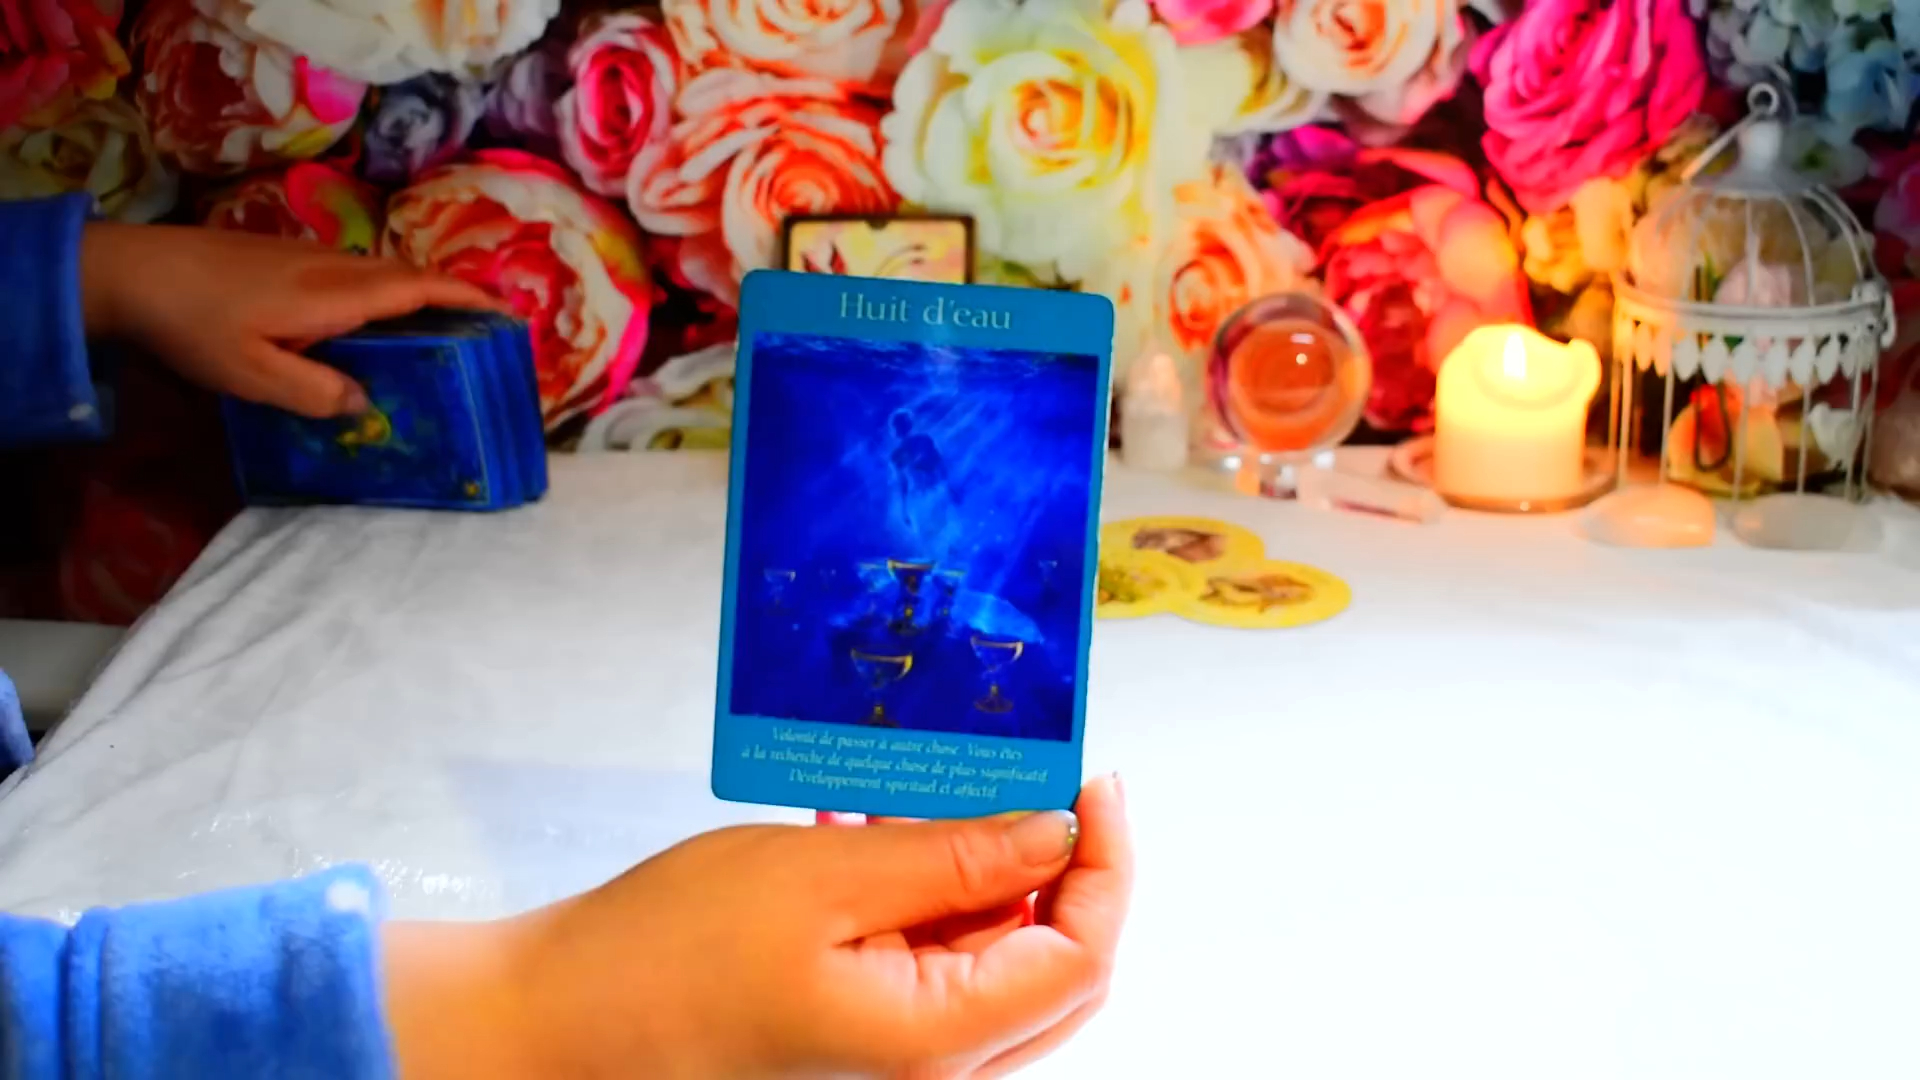 Huit d'eau
Volonté de passer à autre chose. Vous êtes
à la recherche de quelque chose de plus significatif.
Développement spirituel et affectif.